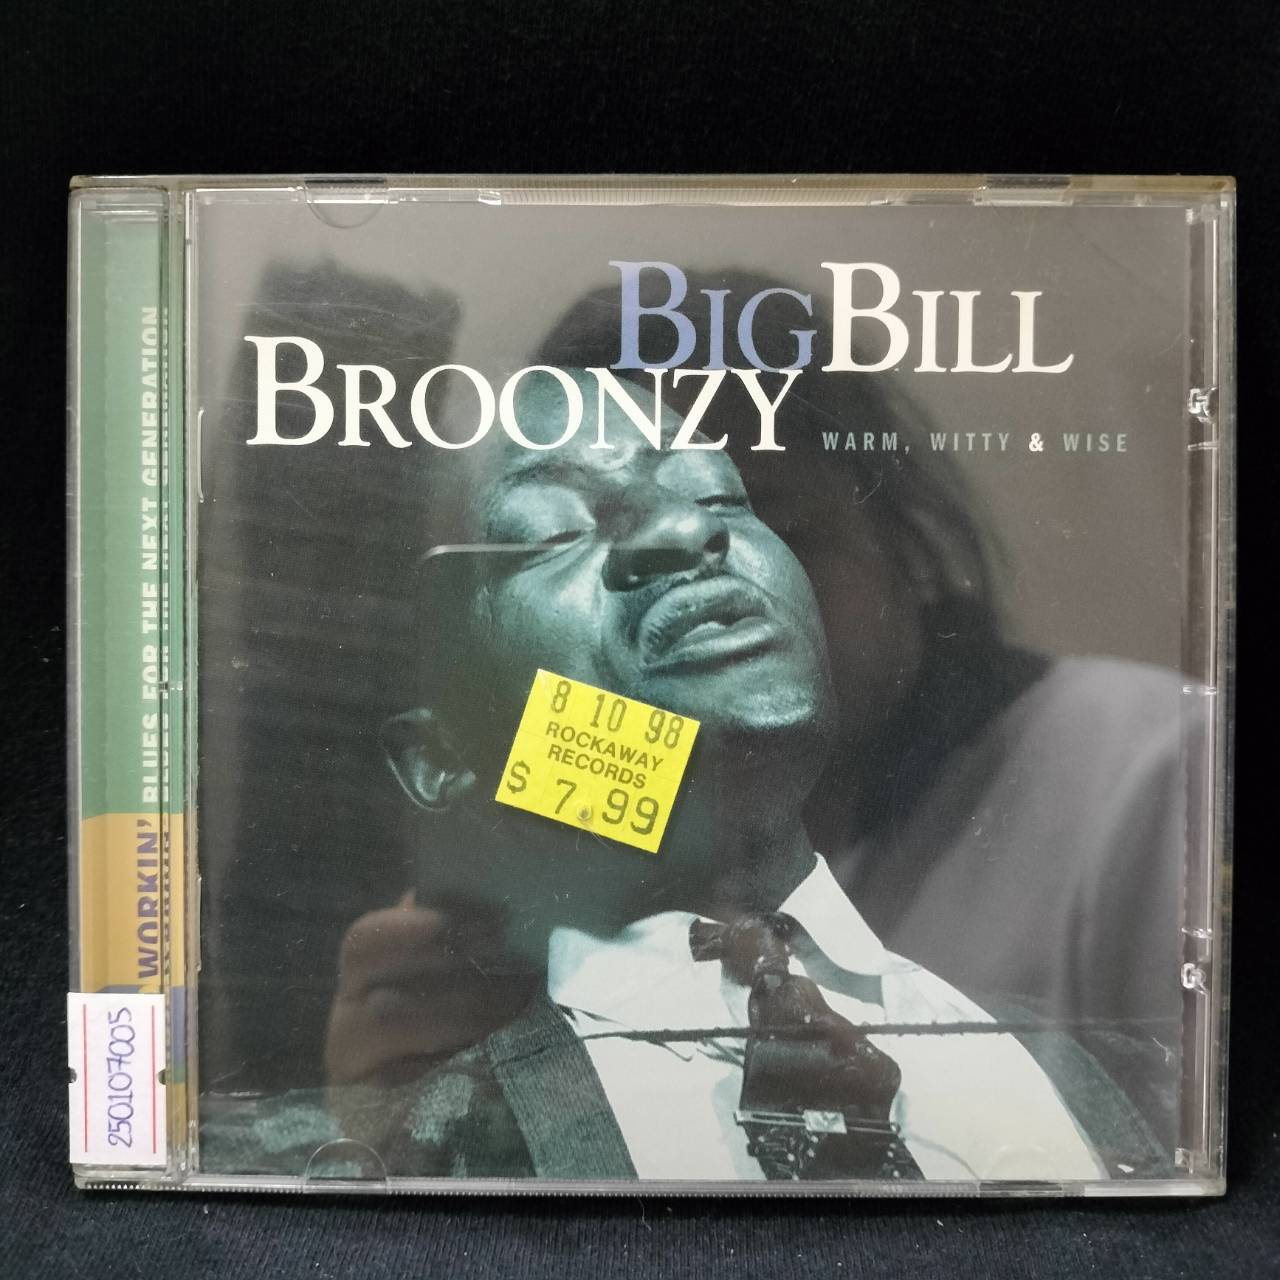 BIG BILL
BROONZY
WARM, WITTY & WISE
8 10 98
ROCKAWAY
RECORDS
$ 7.99
WORKIN' BLUES FOR THE NEXT GENERATION
250107005